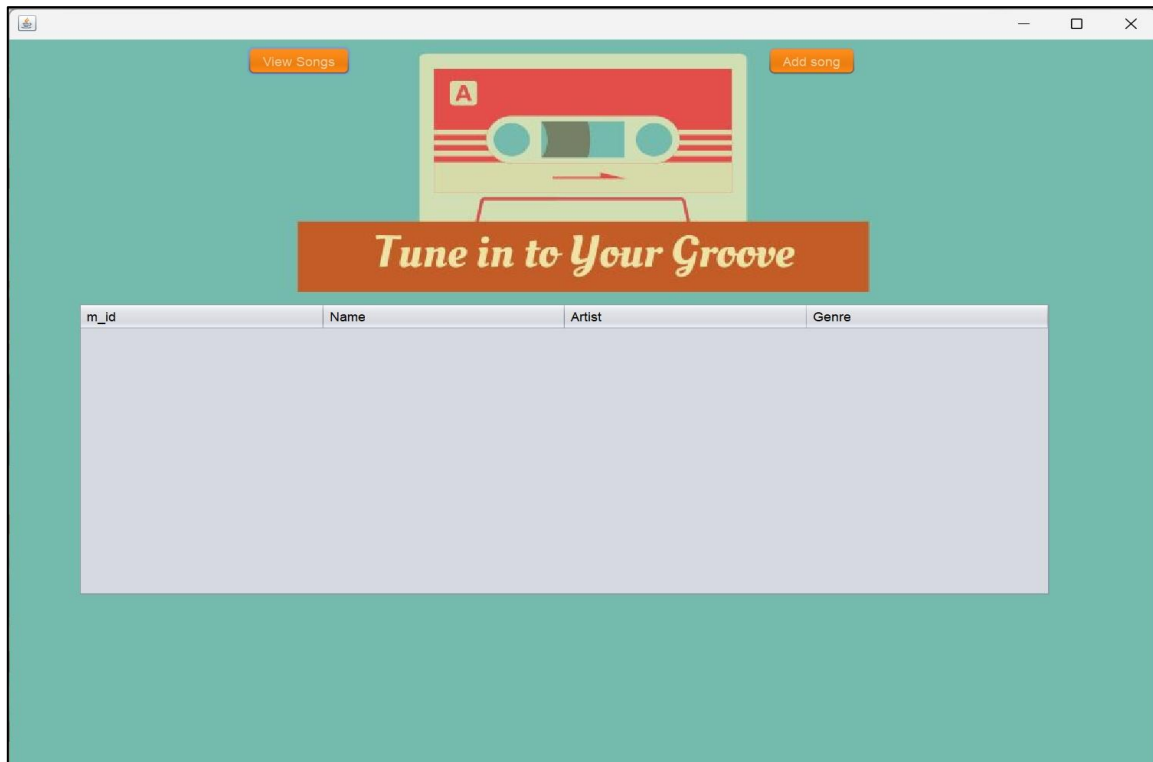 View Songs
Add song
A
Tune in to Your Groove
m_id Name Artist Genre